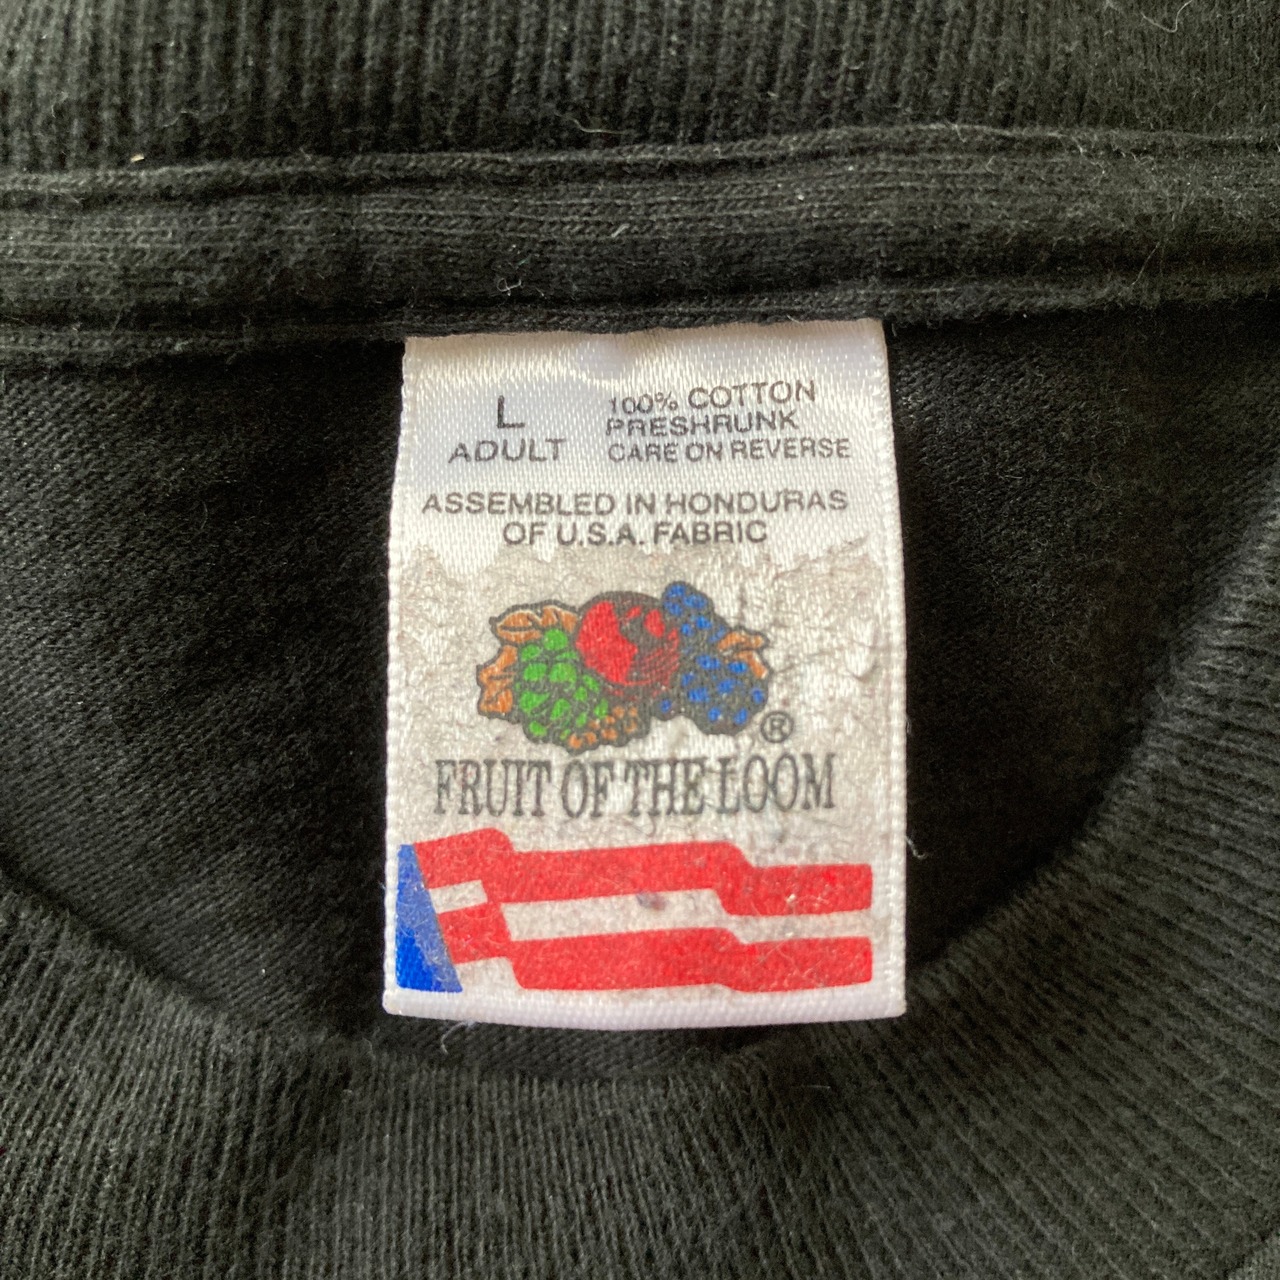 L
ADULT
100% COTTON
PRESHRUNK
CARE ON REVERSE
ASSEMBLED IN HONDURAS
OF U.S.A. FABRIC
®
FRUIT OF THE LOOM